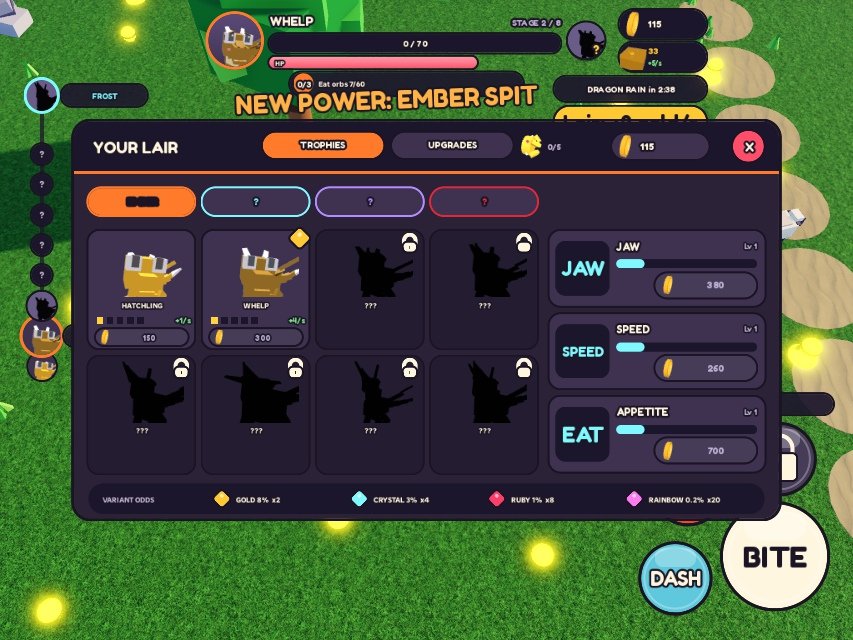 WHELP
STAGE 2 / 8
0 / 70
HP
115
33
+5/s
0/3 Eat orbs 7/60
FROST
DRAGON RAIN in 2:38
NEW POWER: EMBER SPIT
YOUR LAIR
TROPHIES
UPGRADES
0/5
115
X
?
?
?
HATCHLING
+1/s
150
WHELP
+4/s
300
???
???
???
???
???
???
JAW
JAW
Lv 1
380
SPEED
SPEED
Lv 1
260
EAT
APPETITE
Lv 1
700
VARIANT ODDS
GOLD 8% x2
CRYSTAL 3% x4
RUBY 1% x8
RAINBOW 0.2% x20
?
?
?
?
?
?
DASH
BITE